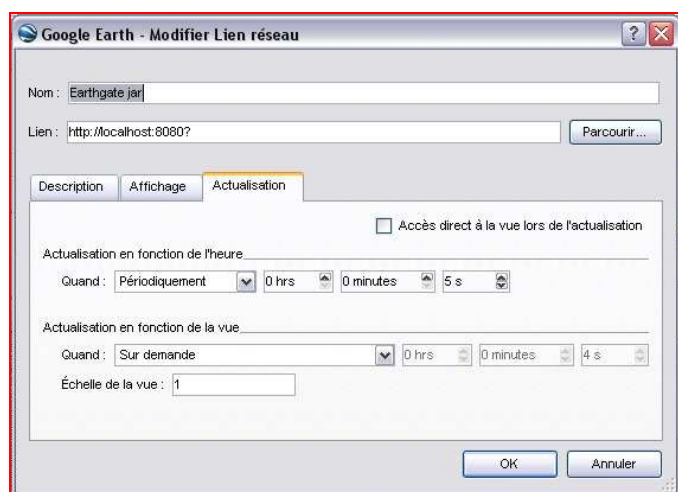 Google Earth - Modifier Lien réseau
Nom : Earthgate jar
Lien : http://localhost:8080? Parcourir...
Description Affichage Actualisation
Accès direct à la vue lors de l'actualisation
Actualisation en fonction de l'heure
Quand : Périodiquement 0 hrs 0 minutes 5 s
Actualisation en fonction de la vue
Quand : Sur demande 0 hrs 0 minutes 4 s
Échelle de la vue : 1
OK Annuler